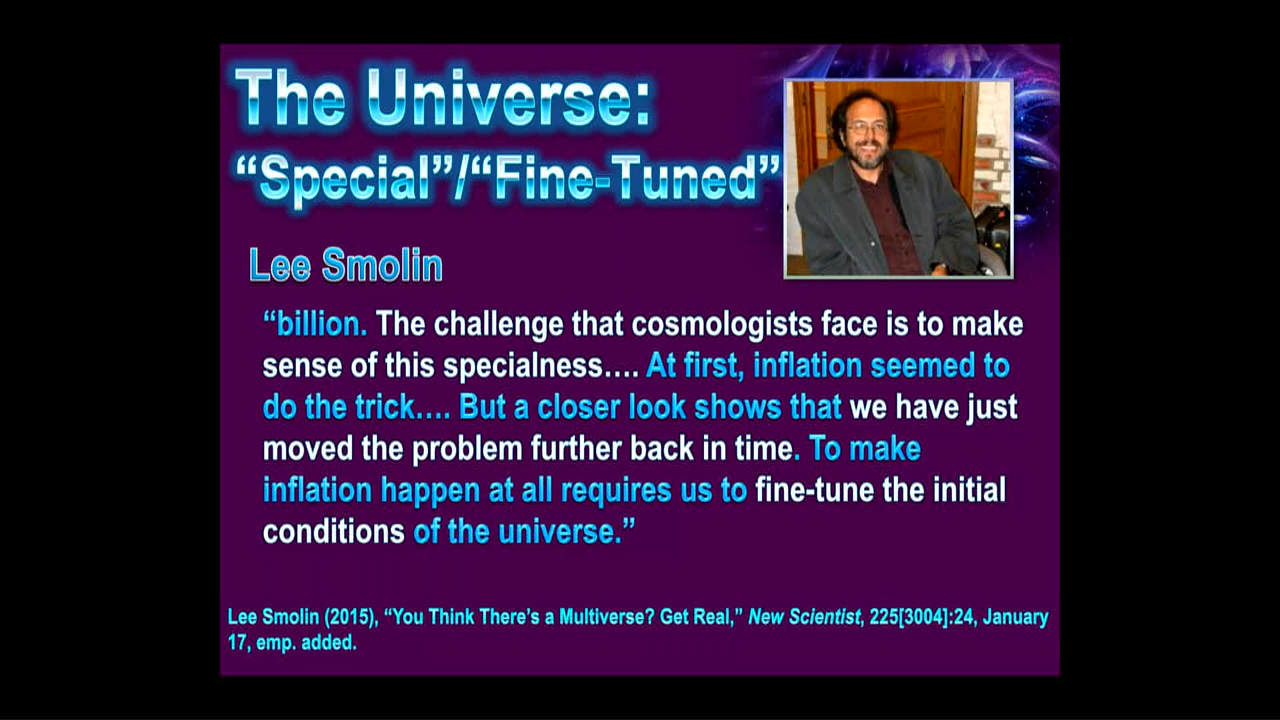 The Universe:
“Special”/“Fine-Tuned”
Lee Smolin
“billion. The challenge that cosmologists face is to make
sense of this specialness…. At first, inflation seemed to
do the trick…. But a closer look shows that we have just
moved the problem further back in time. To make
inflation happen at all requires us to fine-tune the initial
conditions of the universe.”
Lee Smolin (2015), “You Think There’s a Multiverse? Get Real,” New Scientist, 225[3004]:24, January
17, emp. added.